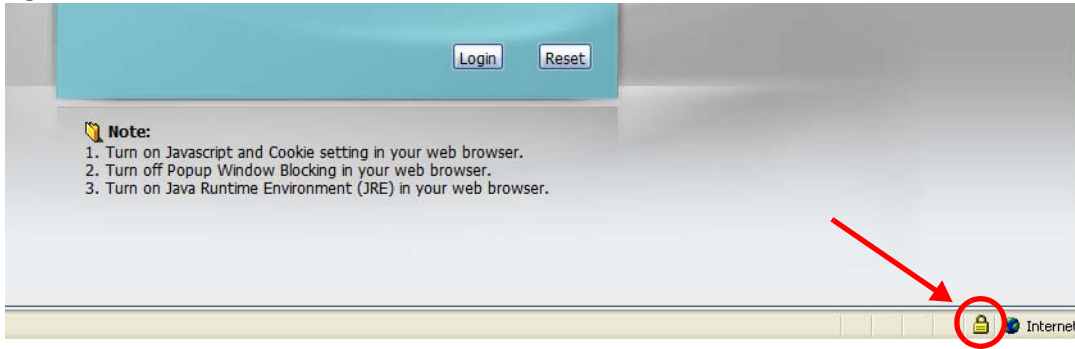 Login Reset
Note:
1. Turn on Javascript and Cookie setting in your web browser.
2. Turn off Popup Window Blocking in your web browser.
3. Turn on Java Runtime Environment (JRE) in your web browser.
Internet